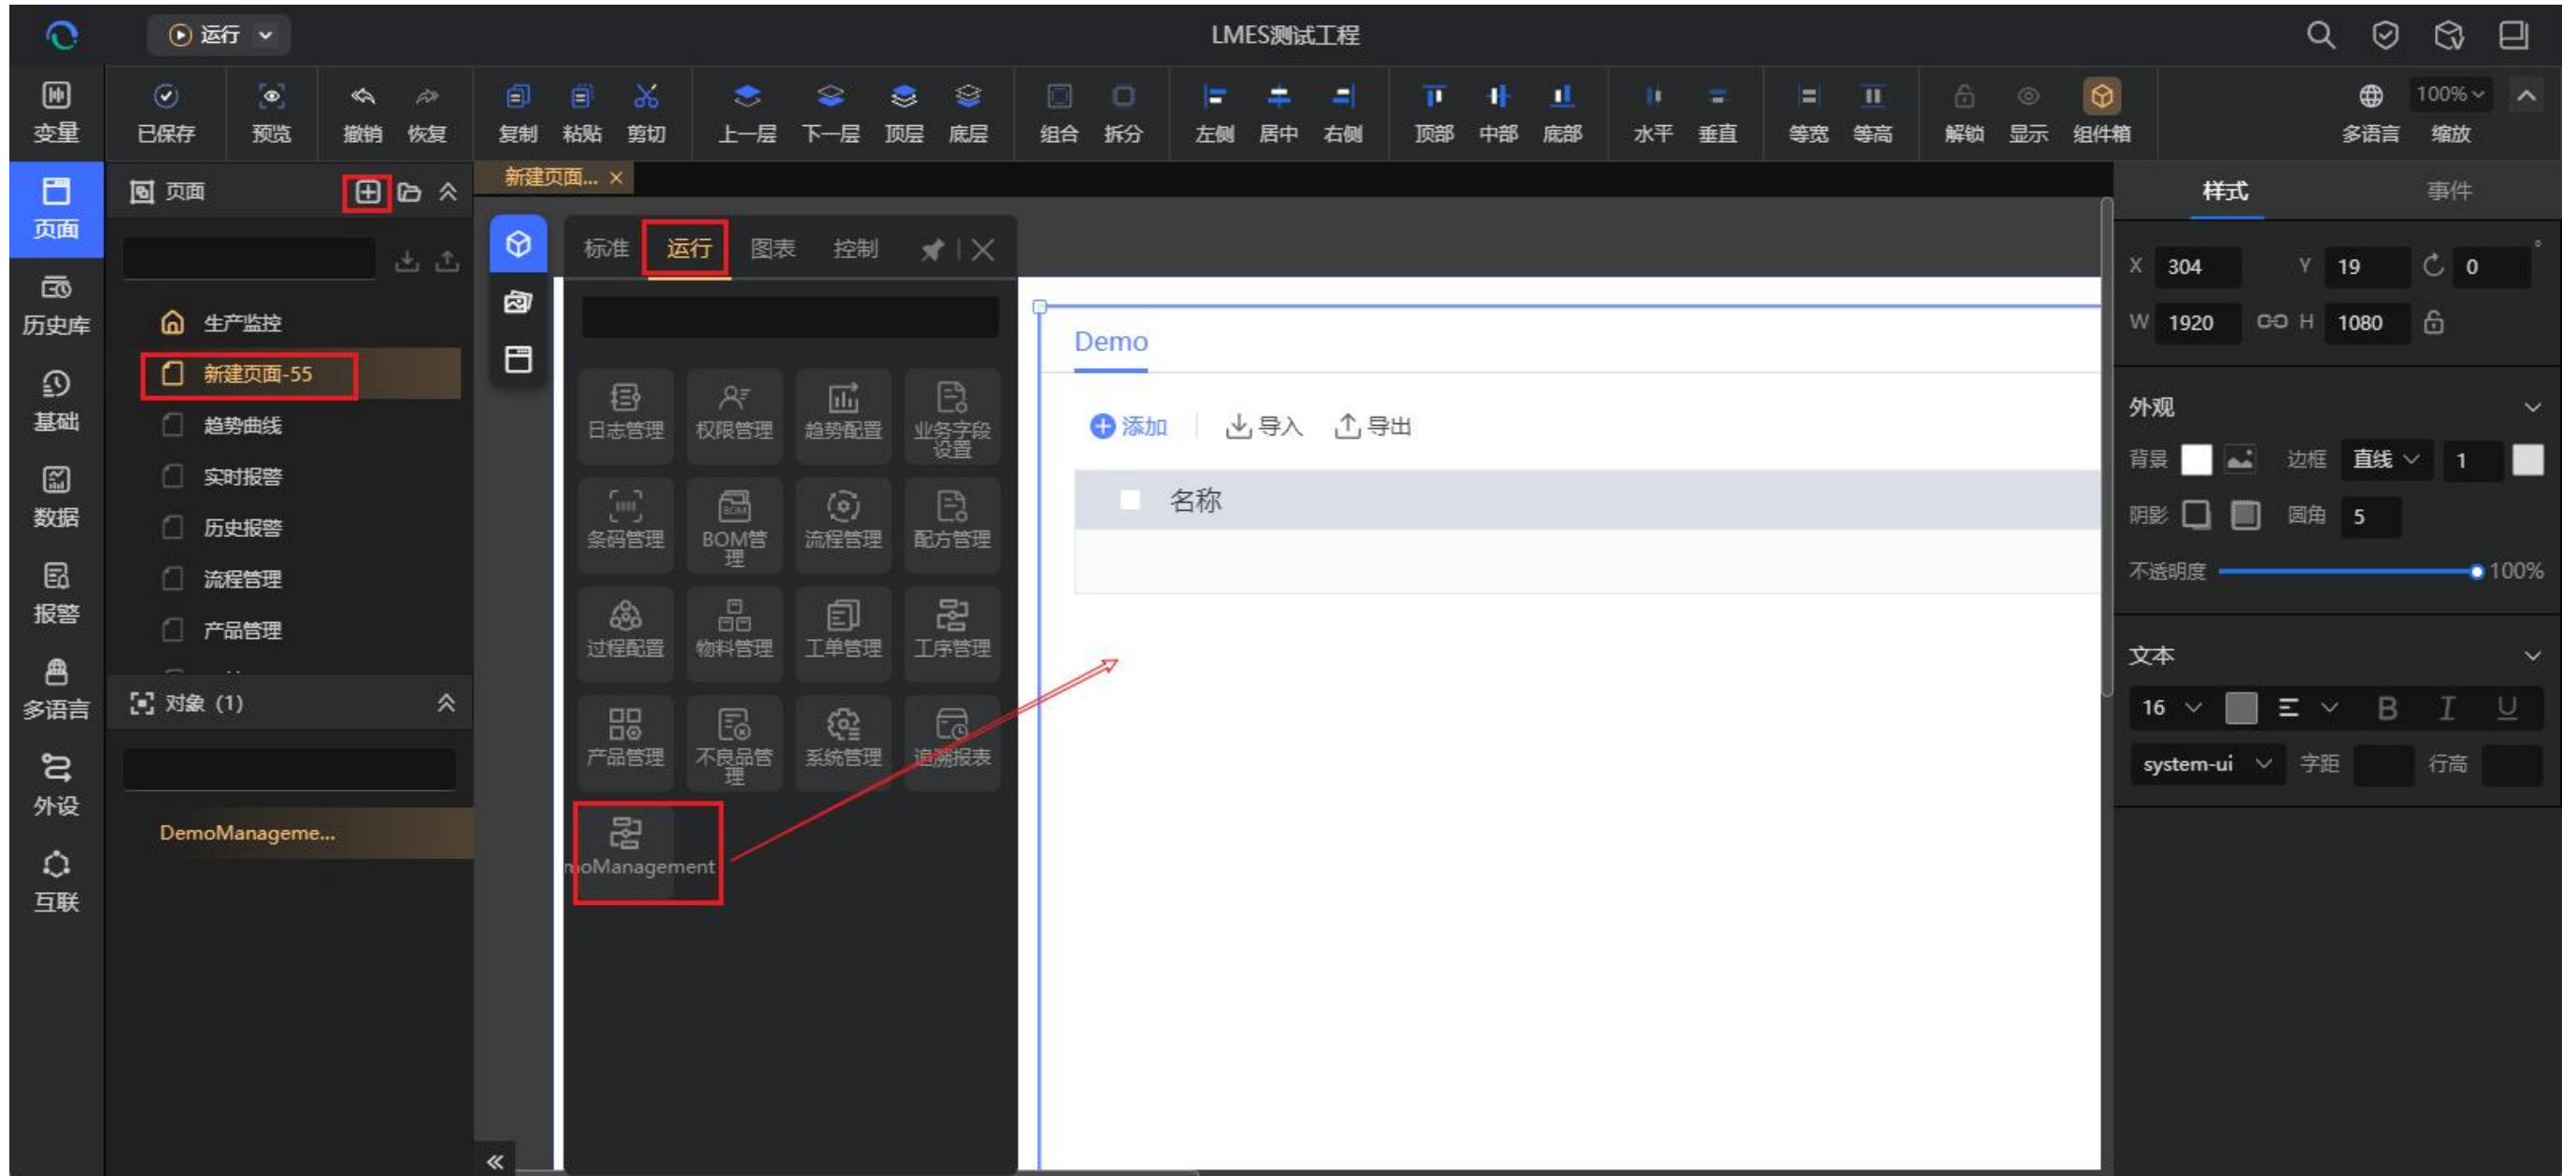 运行
LMES测试工程
变量
已保存
预览
撤销
恢复
复制
粘贴
剪切
上一层
下一层
顶层
底层
组合
拆分
左侧
居中
右侧
顶部
中部
底部
水平
垂直
等宽
等高
解锁
显示
组件箱
100%
多语言
缩放
页面
历史库
基础
数据
报警
多语言
外设
互联
页面
生产监控
新建页面-55
趋势曲线
实时报警
历史报警
流程管理
产品管理
对象 (1)
DemoManageme...
新建页面... ×
标准
运行
图表
控制
日志管理
权限管理
趋势配置
业务字段
设置
条码管理
BOM管
理
流程管理
配方管理
过程配置
物料管理
工单管理
工序管理
产品管理
不良品管
理
系统管理
追溯报表
moManagement
Demo
添加
导入
导出
名称
样式
事件
X 304
Y 19
0 °
W 1920
H 1080
外观
背景
边框 直线 1
阴影
圆角 5
不透明度 100%
文本
16
B I U
system-ui
字距
行高